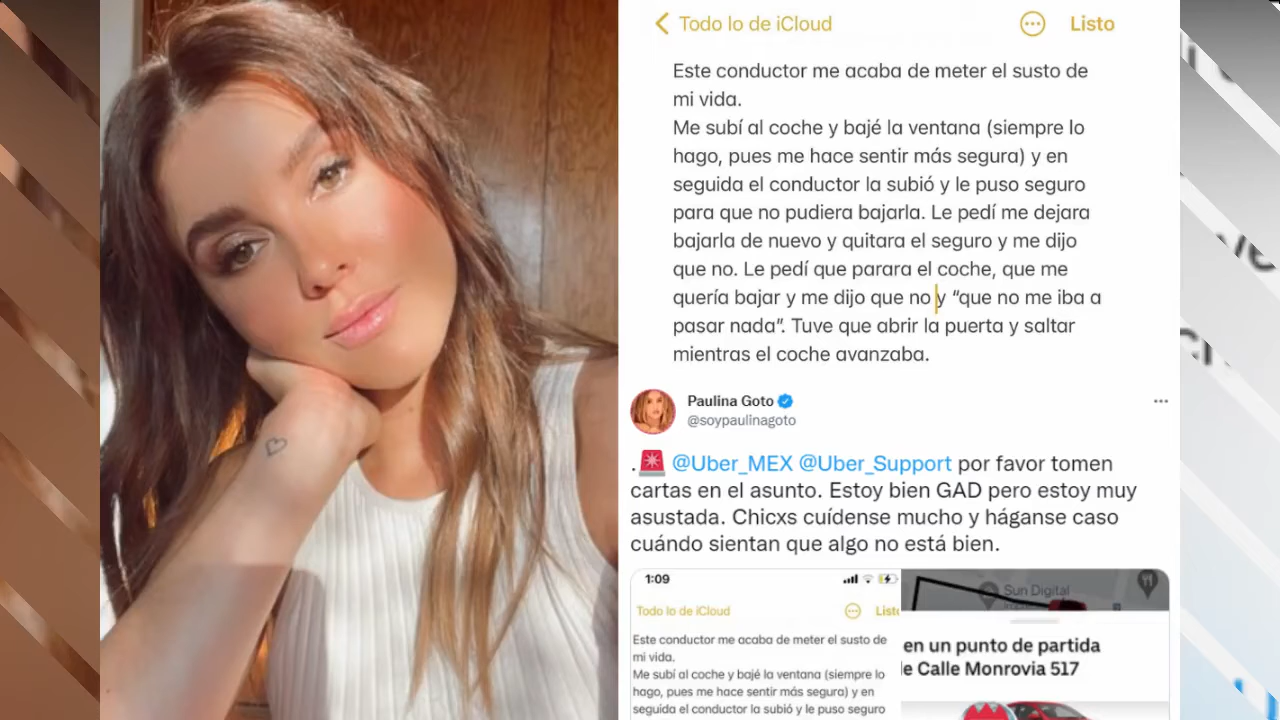 Todo lo de iCloud
Listo
Este conductor me acaba de meter el susto de
mi vida.
Me subí al coche y bajé la ventana (siempre lo
hago, pues me hace sentir más segura) y en
seguida el conductor la subió y le puso seguro
para que no pudiera bajarla. Le pedí me dejara
bajarla de nuevo y quitara el seguro y me dijo
que no. Le pedí que parara el coche, que me
quería bajar y me dijo que no y “que no me iba a
pasar nada”. Tuve que abrir la puerta y saltar
mientras el coche avanzaba.
Paulina Goto
@soypaulinagoto
.🚨 @Uber_MEX @Uber_Support por favor tomen
cartas en el asunto. Estoy bien GAD pero estoy muy
asustada. Chicxs cuídense mucho y háganse caso
cuándo sientan que algo no está bien.
1:09
Todo lo de iCloud
Listo
Este conductor me acaba de meter el susto de
mi vida.
Me subí al coche y bajé la ventana (siempre lo
hago, pues me hace sentir más segura) y en
seguida el conductor la subió y le puso seguro
Sun Digital
en un punto de partida
e Calle Monrovia 517